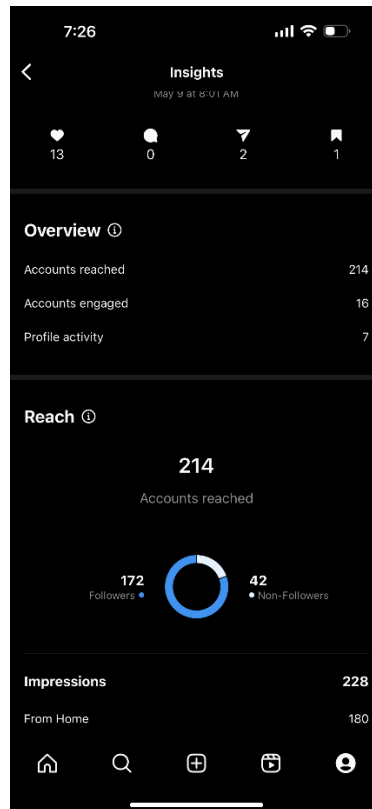 7:26
Insights
May 9 at 8:01 AM
13 0 2 1
Overview
Accounts reached 214
Accounts engaged 16
Profile activity 7
Reach
214
Accounts reached
172 42
Followers Non-Followers
Impressions 228
From Home 180